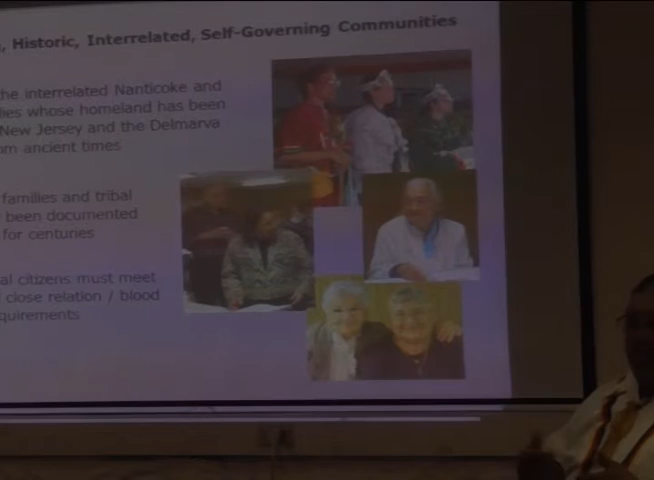 , Historic, Interrelated, Self-Governing Communities
the interrelated Nanticoke and
lies whose homeland has been
New Jersey and the Delmarva
om ancient times
families and tribal
been documented
for centuries
al citizens must meet
close relation / blood
quirements